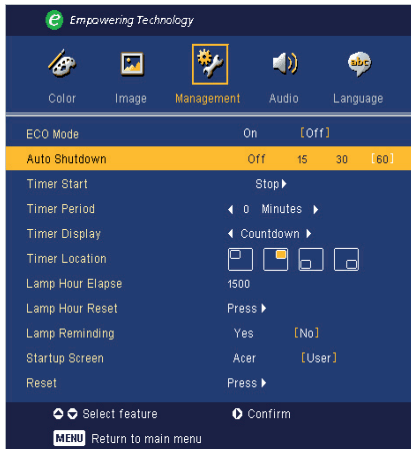 e Empowering Technology
Color Image Management Audio abc Language
ECO Mode On [Off]
Auto Shutdown Off 15 30 [60]
Timer Start Stop
Timer Period 0 Minutes
Timer Display Countdown
Timer Location
Lamp Hour Elapse 1500
Lamp Hour Reset Press
Lamp Reminding Yes [No]
Startup Screen Acer [User]
Reset Press
Select feature Confirm
MENU Return to main menu